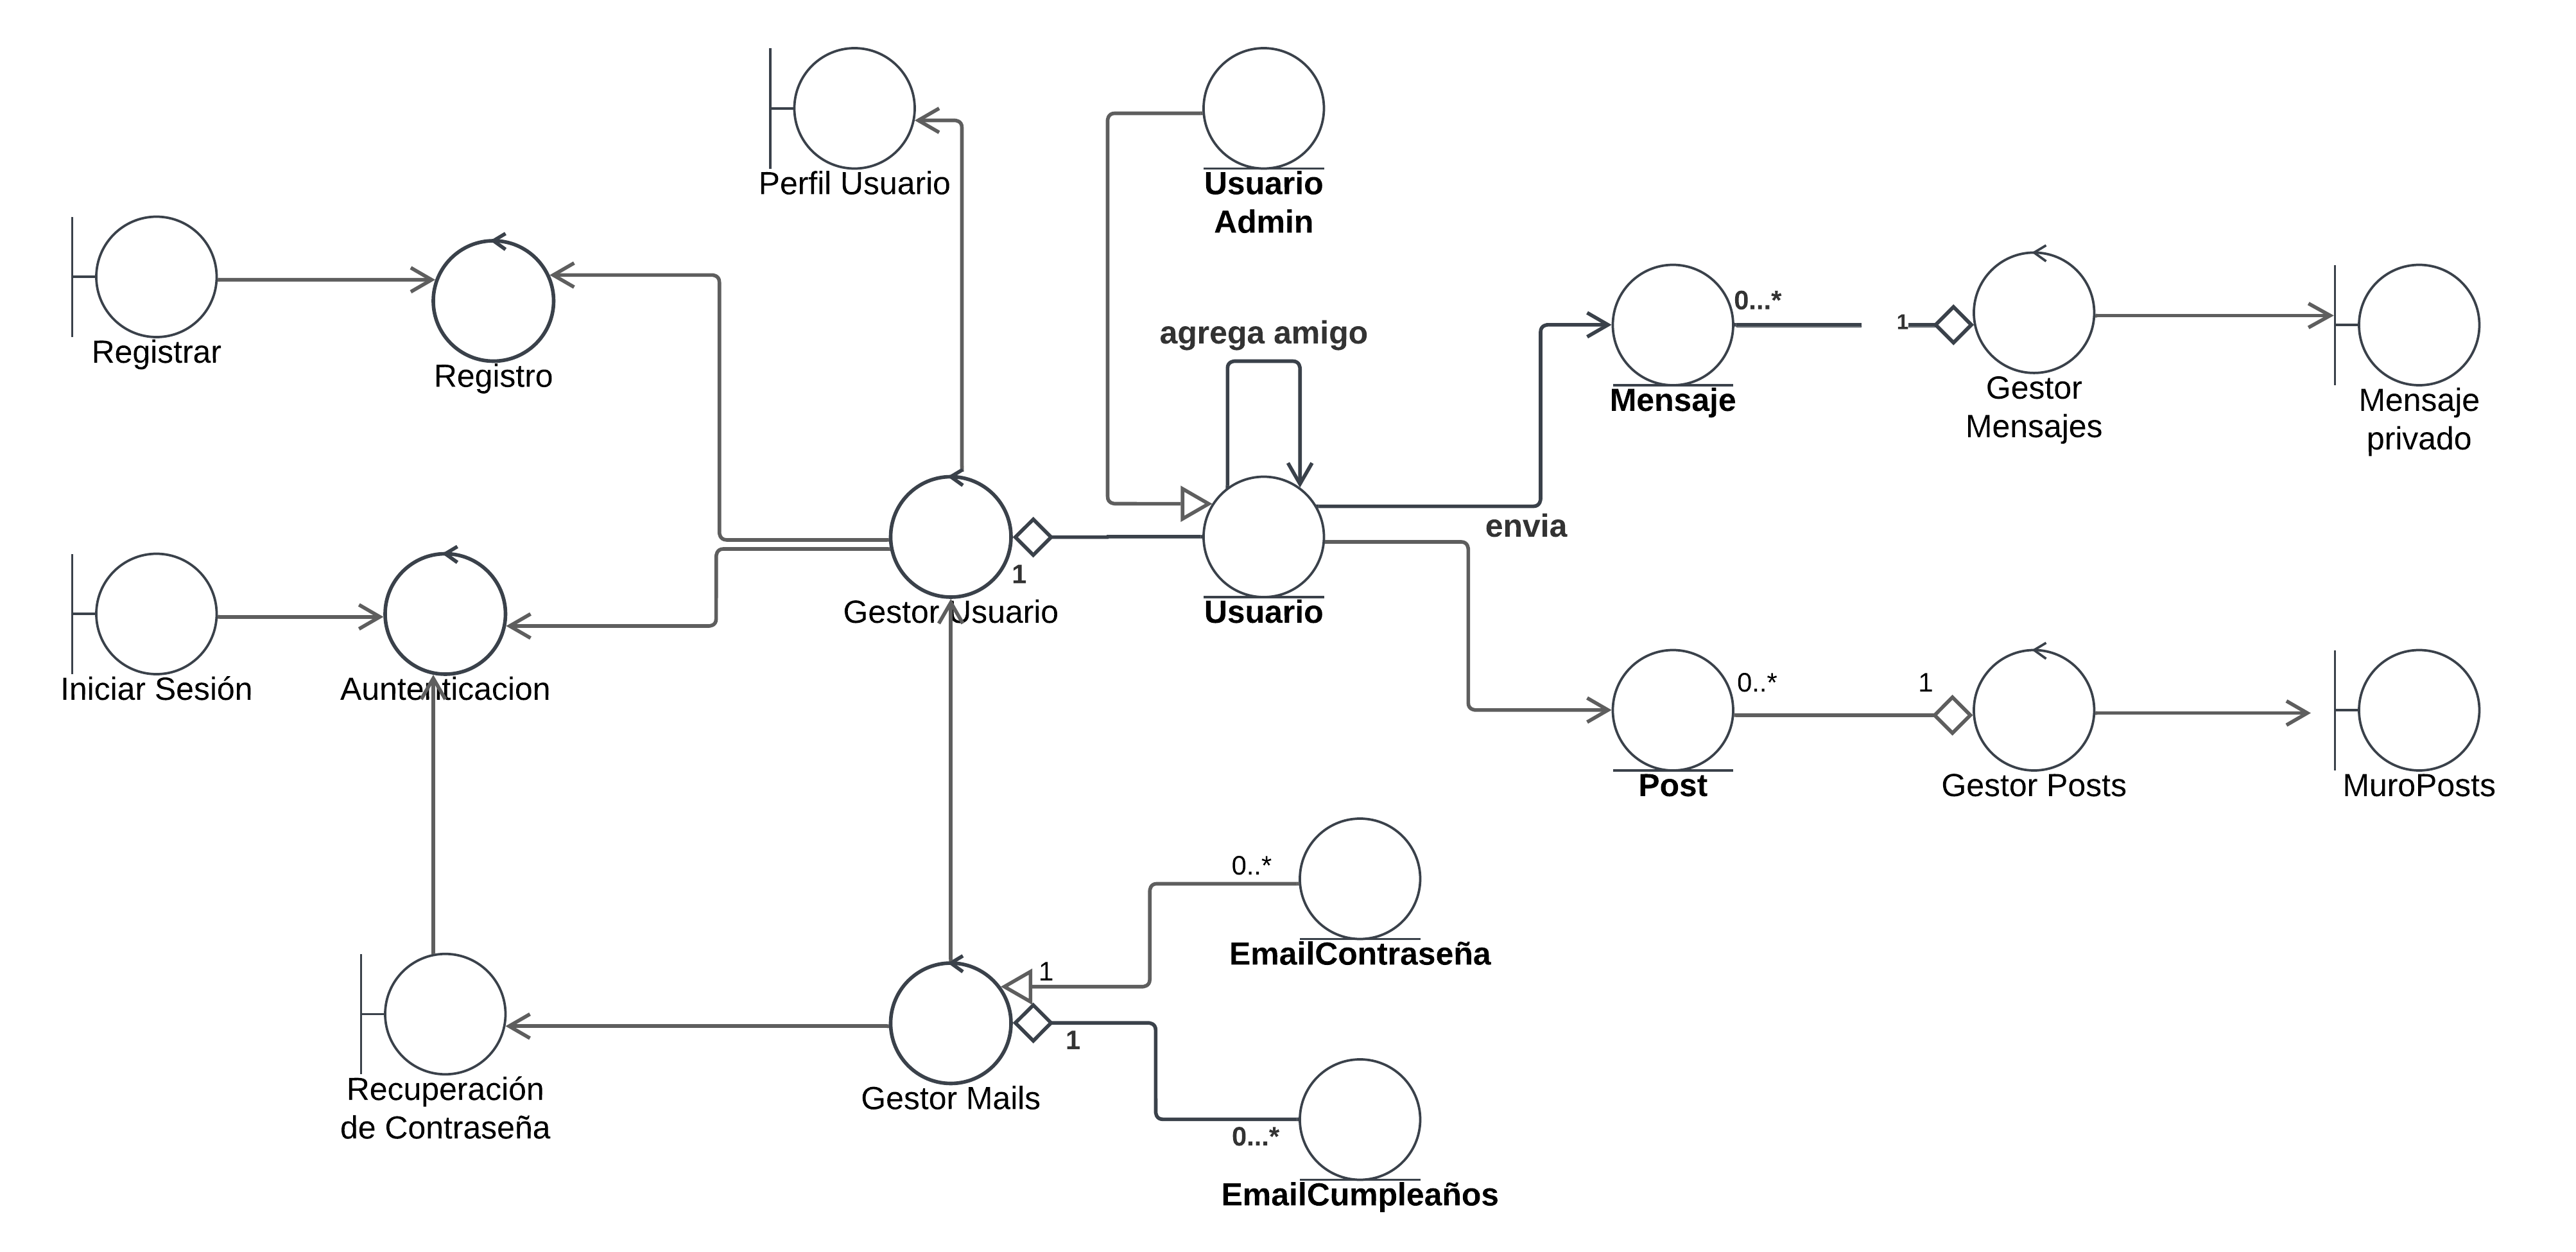 Perfil Usuario
Usuario
Admin
Registrar
Registro
agrega amigo
Mensaje
0...*
1
Gestor
Mensajes
Mensaje
privado
envia
1
Gestor Usuario
Usuario
Iniciar Sesión
Auntenticacion
Post
0..*
1
Gestor Posts
MuroPosts
0..*
EmailContraseña
1
1
Recuperación
de Contraseña
Gestor Mails
0...*
EmailCumpleaños